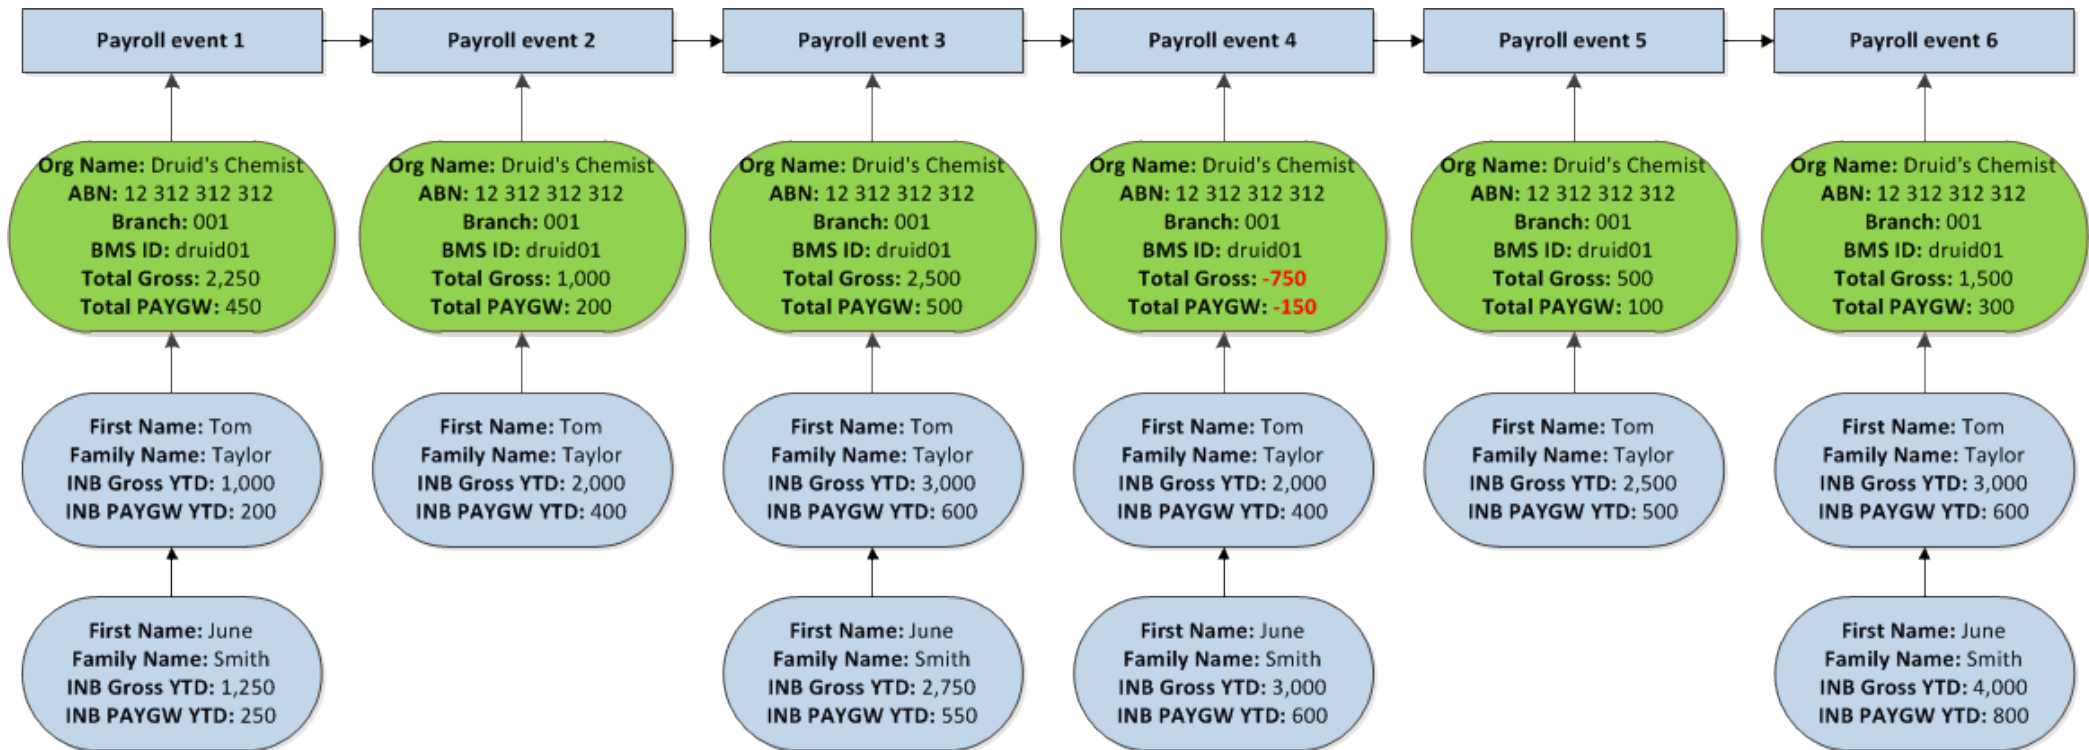 Payroll event 1
Payroll event 2
Payroll event 3
Payroll event 4
Payroll event 5
Payroll event 6
Org Name: Druid's Chemist
ABN: 12 312 312 312
Branch: 001
BMS ID: druid01
Total Gross: 2,250
Total PAYGW: 450
Org Name: Druid's Chemist
ABN: 12 312 312 312
Branch: 001
BMS ID: druid01
Total Gross: 1,000
Total PAYGW: 200
Org Name: Druid's Chemist
ABN: 12 312 312 312
Branch: 001
BMS ID: druid01
Total Gross: 2,500
Total PAYGW: 500
Org Name: Druid's Chemist
ABN: 12 312 312 312
Branch: 001
BMS ID: druid01
Total Gross: -750
Total PAYGW: -150
Org Name: Druid's Chemist
ABN: 12 312 312 312
Branch: 001
BMS ID: druid01
Total Gross: 500
Total PAYGW: 100
Org Name: Druid's Chemist
ABN: 12 312 312 312
Branch: 001
BMS ID: druid01
Total Gross: 1,500
Total PAYGW: 300
First Name: Tom
Family Name: Taylor
INB Gross YTD: 1,000
INB PAYGW YTD: 200
First Name: Tom
Family Name: Taylor
INB Gross YTD: 2,000
INB PAYGW YTD: 400
First Name: Tom
Family Name: Taylor
INB Gross YTD: 3,000
INB PAYGW YTD: 600
First Name: Tom
Family Name: Taylor
INB Gross YTD: 2,000
INB PAYGW YTD: 400
First Name: Tom
Family Name: Taylor
INB Gross YTD: 2,500
INB PAYGW YTD: 500
First Name: Tom
Family Name: Taylor
INB Gross YTD: 3,000
INB PAYGW YTD: 600
First Name: June
Family Name: Smith
INB Gross YTD: 1,250
INB PAYGW YTD: 250
First Name: June
Family Name: Smith
INB Gross YTD: 2,750
INB PAYGW YTD: 550
First Name: June
Family Name: Smith
INB Gross YTD: 3,000
INB PAYGW YTD: 600
First Name: June
Family Name: Smith
INB Gross YTD: 4,000
INB PAYGW YTD: 800